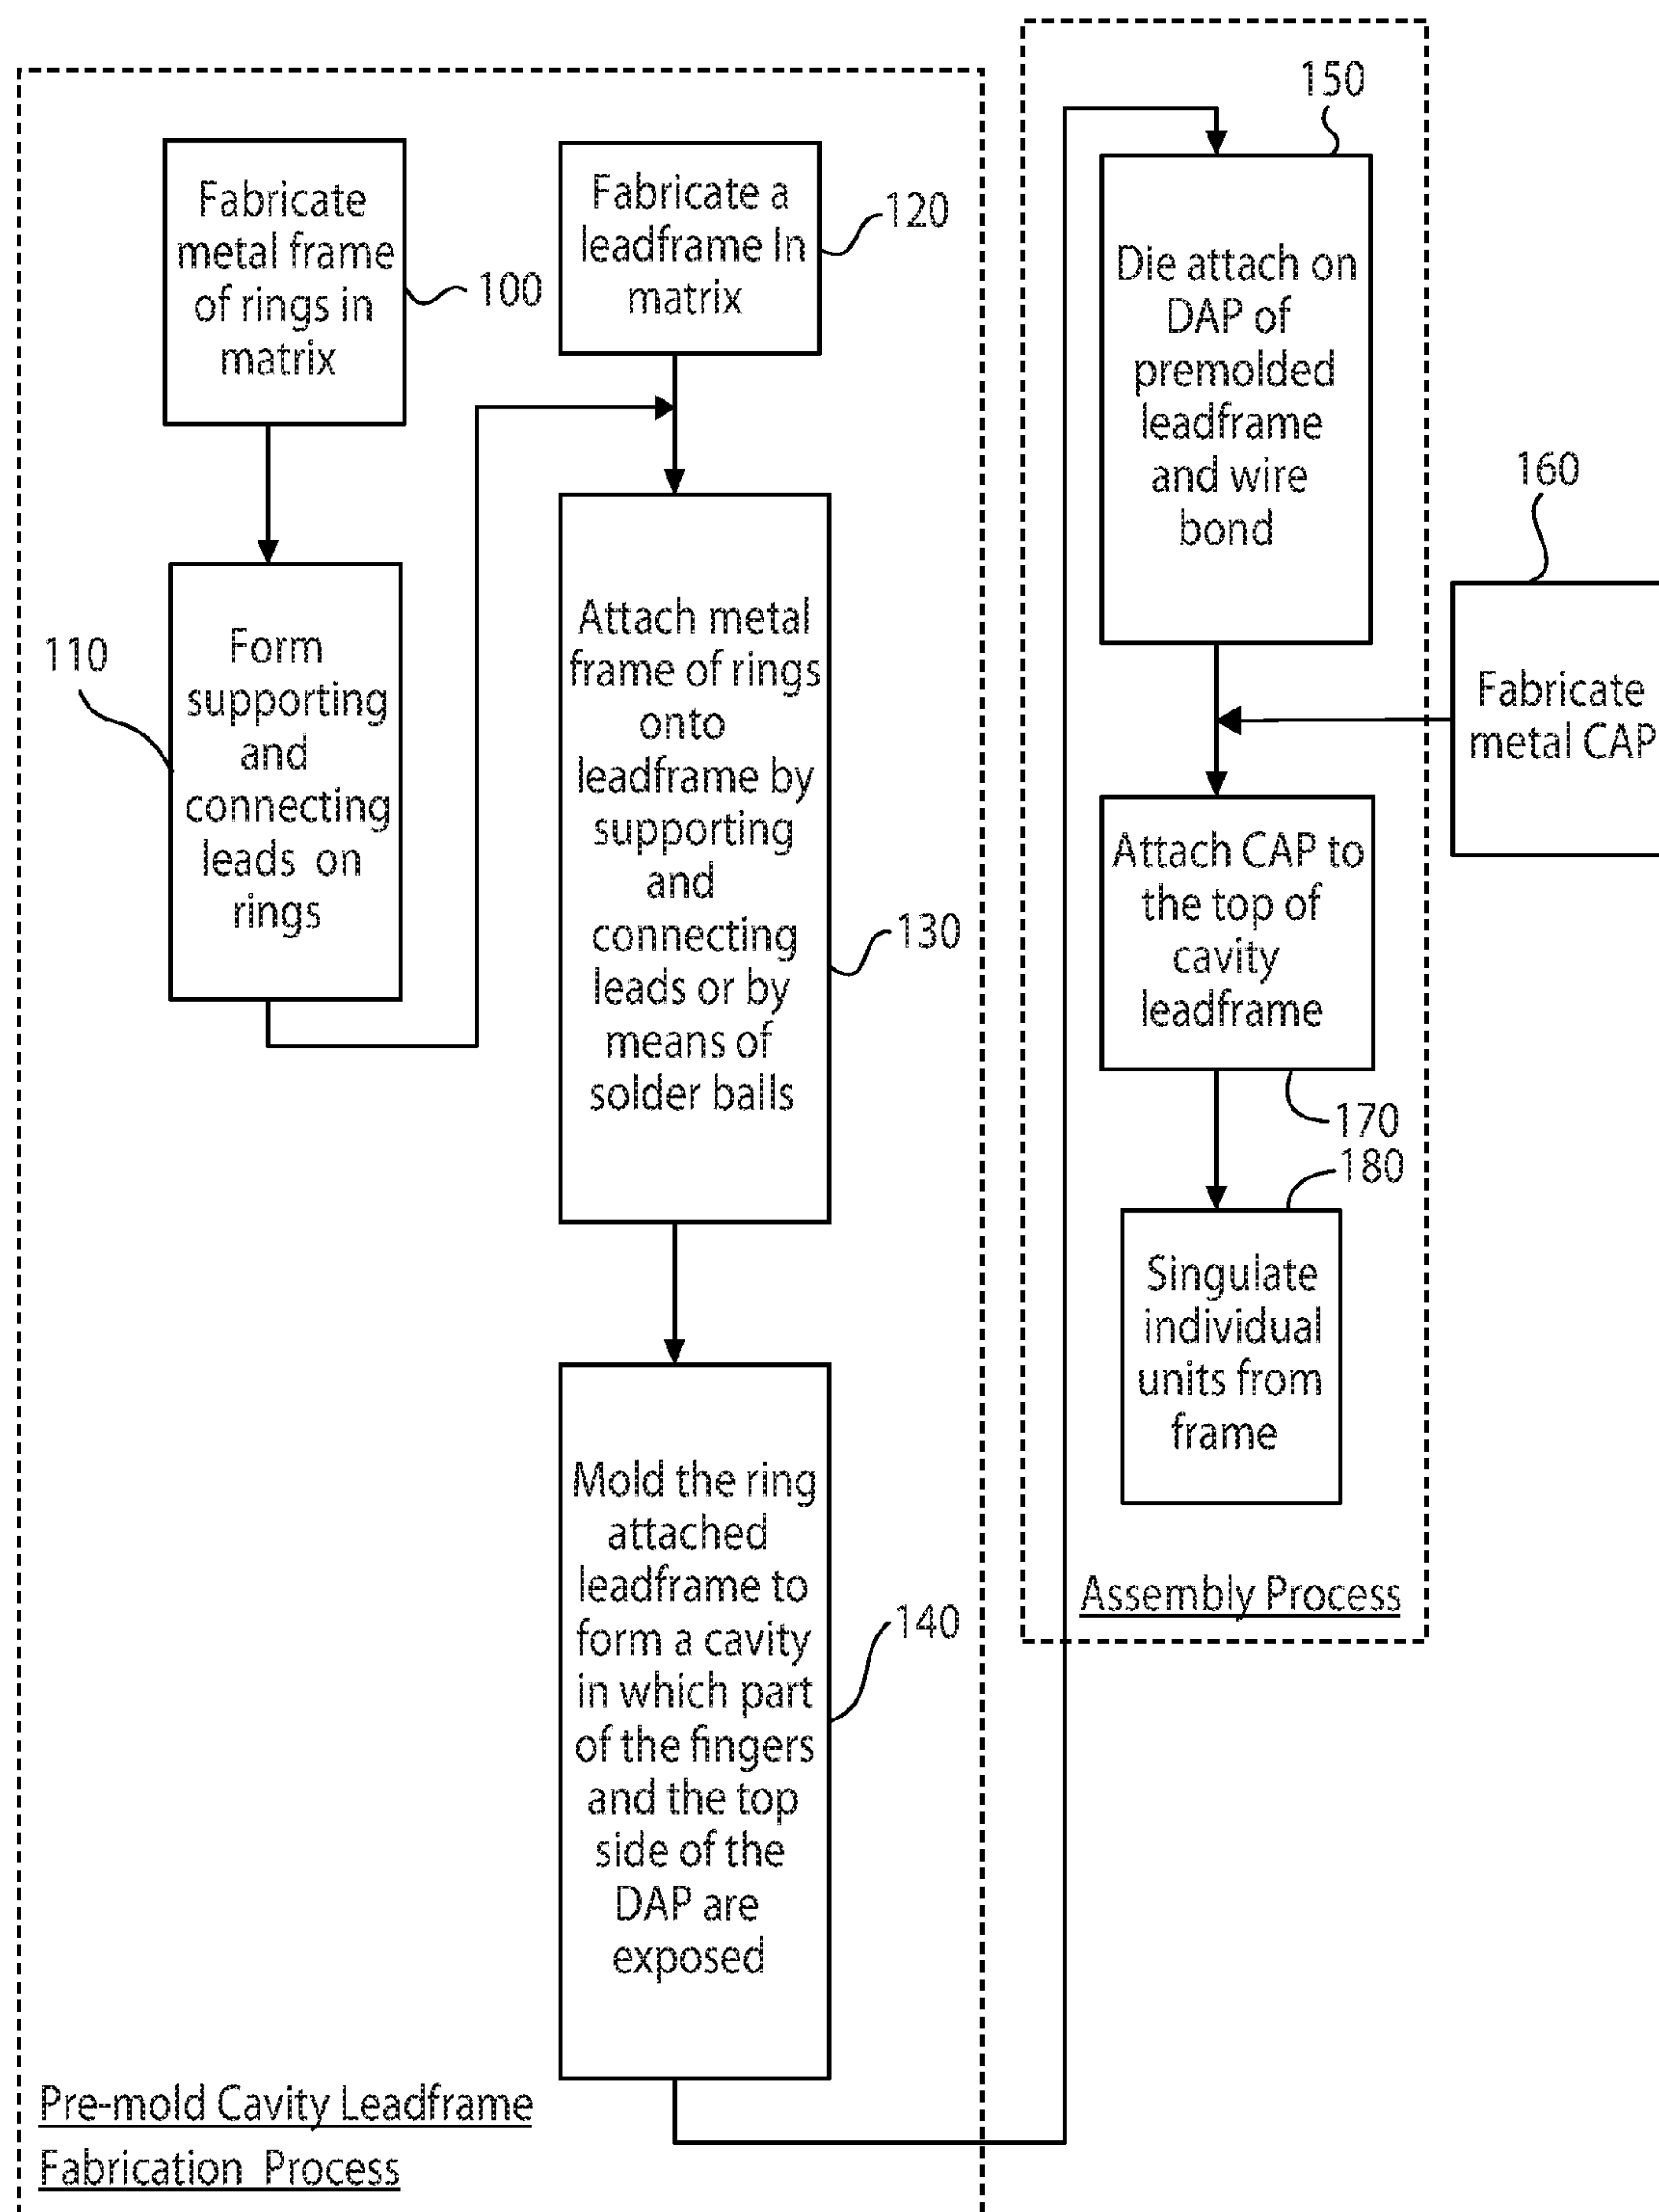 Fabricate
metal frame
of rings in
matrix
100
Form
supporting
and
connecting
leads on
rings
110
Fabricate a
leadframe In
matrix
120
Attach metal
frame of rings
onto
leadframe by
supporting
and
connecting
leads or by
means of
solder balls
130
Mold the ring
attached
leadframe to
form a cavity
in which part
of the fingers
and the top
side of the
DAP are
exposed
140
Pre-mold Cavity Leadframe
Fabrication Process
150
Die attach on
DAP of
premolded
leadframe
and wire
bond
160
Fabricate
metal CAP
Attach CAP to
the top of
cavity
leadframe
170
180
Singulate
individual
units from
frame
Assembly Process